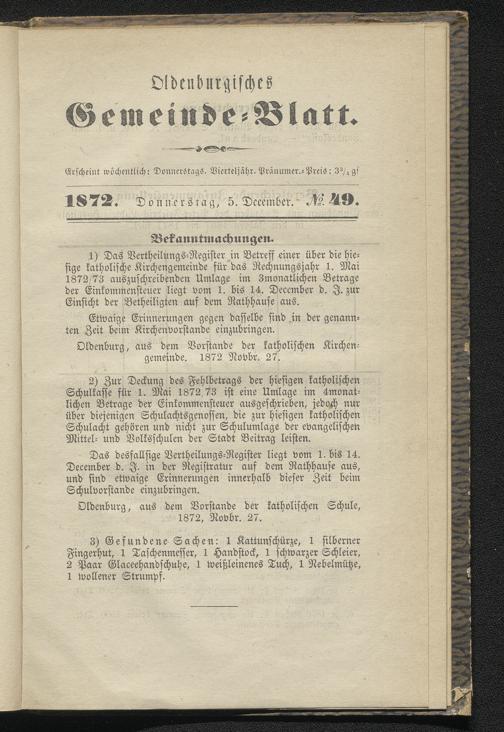 Oldenburgisches
Gemeinde-Blatt.
Erscheint wöchentlich: Donnerstags. Vierteljähr. Pränumer.-Preis: 3¾ gſ
1872. Donnerstag, 5. December. № 49.
Bekanntmachungen.
1) Das Vertheilungs-Register in Betreff einer über die hie-
sige katholische Kirchengemeinde für das Rechnungsjahr 1. Mai
1872/73 auszuschreibenden Umlage im 3monatlichen Betrage
der Einkommensteuer liegt vom 1. bis 14. December d. J. zur
Einsicht der Betheiligten auf dem Rathhause aus.
Etwaige Erinnerungen gegen dasselbe sind in der genann-
ten Zeit beim Kirchenvorstande einzubringen.
Oldenburg, aus dem Vorstande der katholischen Kirchen-
gemeinde. 1872 Novbr. 27.
2) Zur Deckung des Fehlbetrags der hiesigen katholischen
Schulkasse für 1. Mai 1872/73 ist eine Umlage im 4monat-
lichen Betrage der Einkommensteuer ausgeschrieben, jedoch nur
über diejenigen Schulachtsgenossen, die zur hiesigen katholischen
Schulacht gehören und nicht zur Schulumlage der evangelischen
Mittel- und Volksschulen der Stadt Beitrag leisten.
Das desfallsige Vertheilungs-Register liegt vom 1. bis 14.
December d. J. in der Registratur auf dem Rathhause aus,
und sind etwaige Erinnerungen innerhalb dieser Zeit beim
Schulvorstande einzubringen.
Oldenburg, aus dem Vorstande der katholischen Schule,
1872, Novbr. 27.
3) Gefundene Sachen: 1 Kattunschürze, 1 silberner
Fingerhut, 1 Taschenmesser, 1 Handstock, 1 schwarzer Schleier,
2 Paar Glaceehandschuhe, 1 weißleinenes Tuch, 1 Nebelmütze,
1 wollener Strumpf.